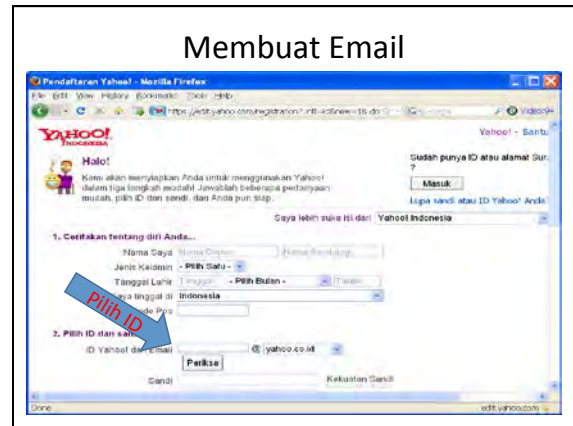 Membuat Email
Pendaftaran Yahoo! - Mozilla Firefox
File Edit View History Bookmarks Tools Help
YAHOO!
INDONESIA
Yahoo! - Bantu
Halo!
Kami akan menyiapkan Anda untuk menggunakan Yahoo!
dalam tiga langkah mudah! Jawablah beberapa pertanyaan
mudah, pilih ID dan sandi, dan Anda pun siap.
Sudah punya ID atau alamat Sur
?
Masuk
Lupa sandi atau ID Yahoo! Anda
Saya lebih suka isi dari Yahoo! Indonesia
1. Ceritakan tentang diri Anda...
Nama Saya Nama Depan Nama Belakang
Jenis Kelamin - Pilih Satu -
Tanggal Lahir Tanggal - Pilih Bulan - Tahun
Saya tinggal di Indonesia
Kode Pos
Pilih ID
2. Pilih ID dan
ID Yahoo! dan Email @ yahoo.co.id
Periksa
Sandi Kekuatan Sandi
Done edit.yahoo.com